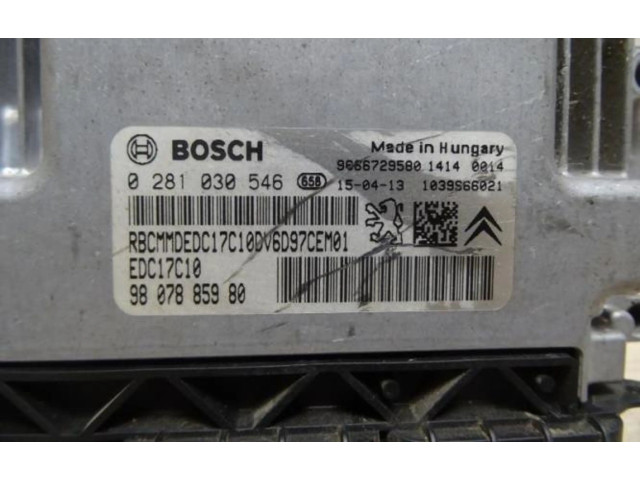 BOSCH
Made in Hungary
9666729580 1414 0014
0 281 030 546 658
15-04-13 1039S66021
RBCMMDEDC17C10DV6D97CEM01
EDC17C10
98 078 859 80